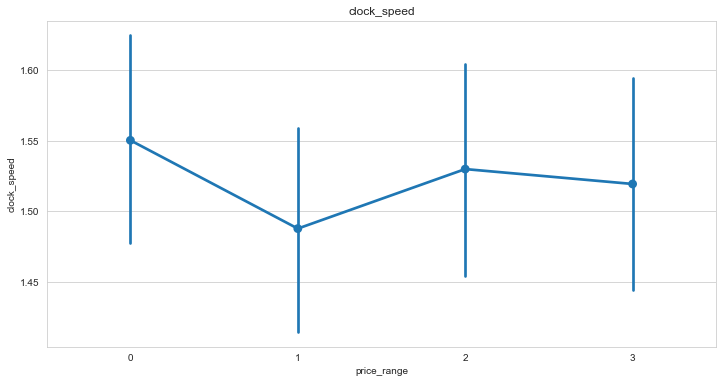 clock_speed
1.60
1.55
1.50
1.45
clock_speed
0 1 2 3
price_range